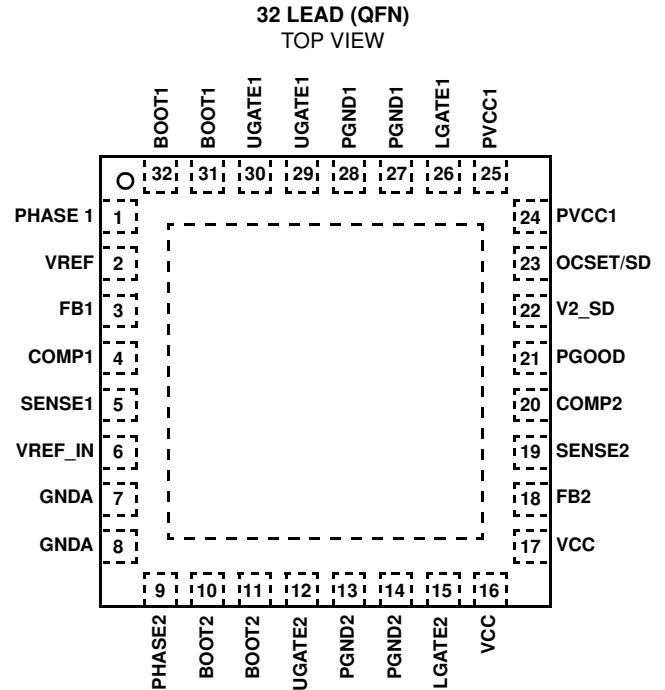 32 LEAD (QFN)
TOP VIEW
BOOT1
BOOT1
UGATE1
UGATE1
PGND1
PGND1
LGATE1
PVCC1
32 31 30 29 28 27 26 25
PHASE 1 1
VREF 2
FB1 3
COMP1 4
SENSE1 5
VREF_IN 6
GNDA 7
GNDA 8
24 PVCC1
23 OCSET/SD
22 V2_SD
21 PGOOD
20 COMP2
19 SENSE2
18 FB2
17 VCC
9 10 11 12 13 14 15 16
PHASE2
BOOT2
BOOT2
UGATE2
PGND2
PGND2
LGATE2
VCC